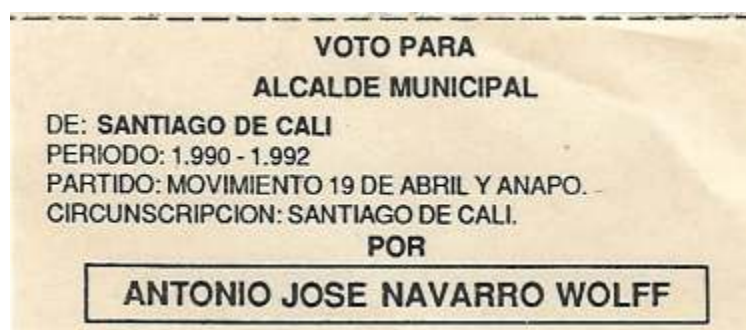 VOTO PARA
ALCALDE MUNICIPAL
DE: SANTIAGO DE CALI
PERIODO: 1.990 - 1.992
PARTIDO: MOVIMIENTO 19 DE ABRIL Y ANAPO.
CIRCUNSCRIPCION: SANTIAGO DE CALI.
POR
ANTONIO JOSE NAVARRO WOLFF